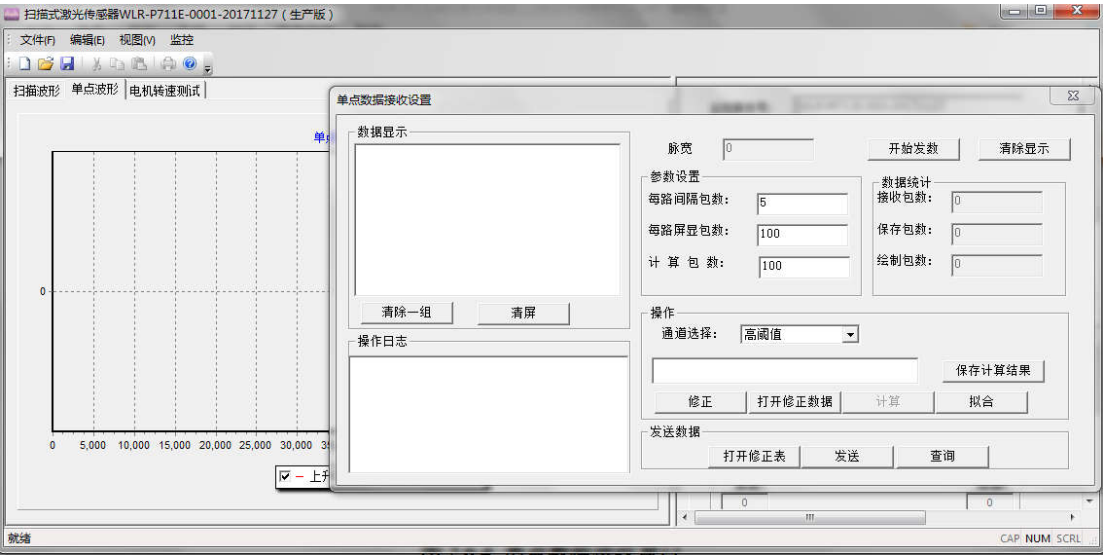 扫描式激光传感器WLR-P711E-0001-20171127（生产版）
文件(F) 编辑(E) 视图(V) 监控
扫描波形 单点波形 电机转速测试
单点数据接收设置
数据显示
脉宽 0 开始发数 清除显示
参数设置
数据统计
每路间隔包数: 5
接收包数: 0
每路屏显包数: 100
保存包数: 0
计 算 包 数: 100
绘制包数: 0
清除一组 清屏
操作
通道选择: 高阈值
操作日志
保存计算结果
修正 打开修正数据 计算 拟合
发送数据
打开修正表 发送 查询
0
0 5,000 10,000 15,000 20,000 25,000 30,000
上升
0 0
就绪 CAP NUM SCRL